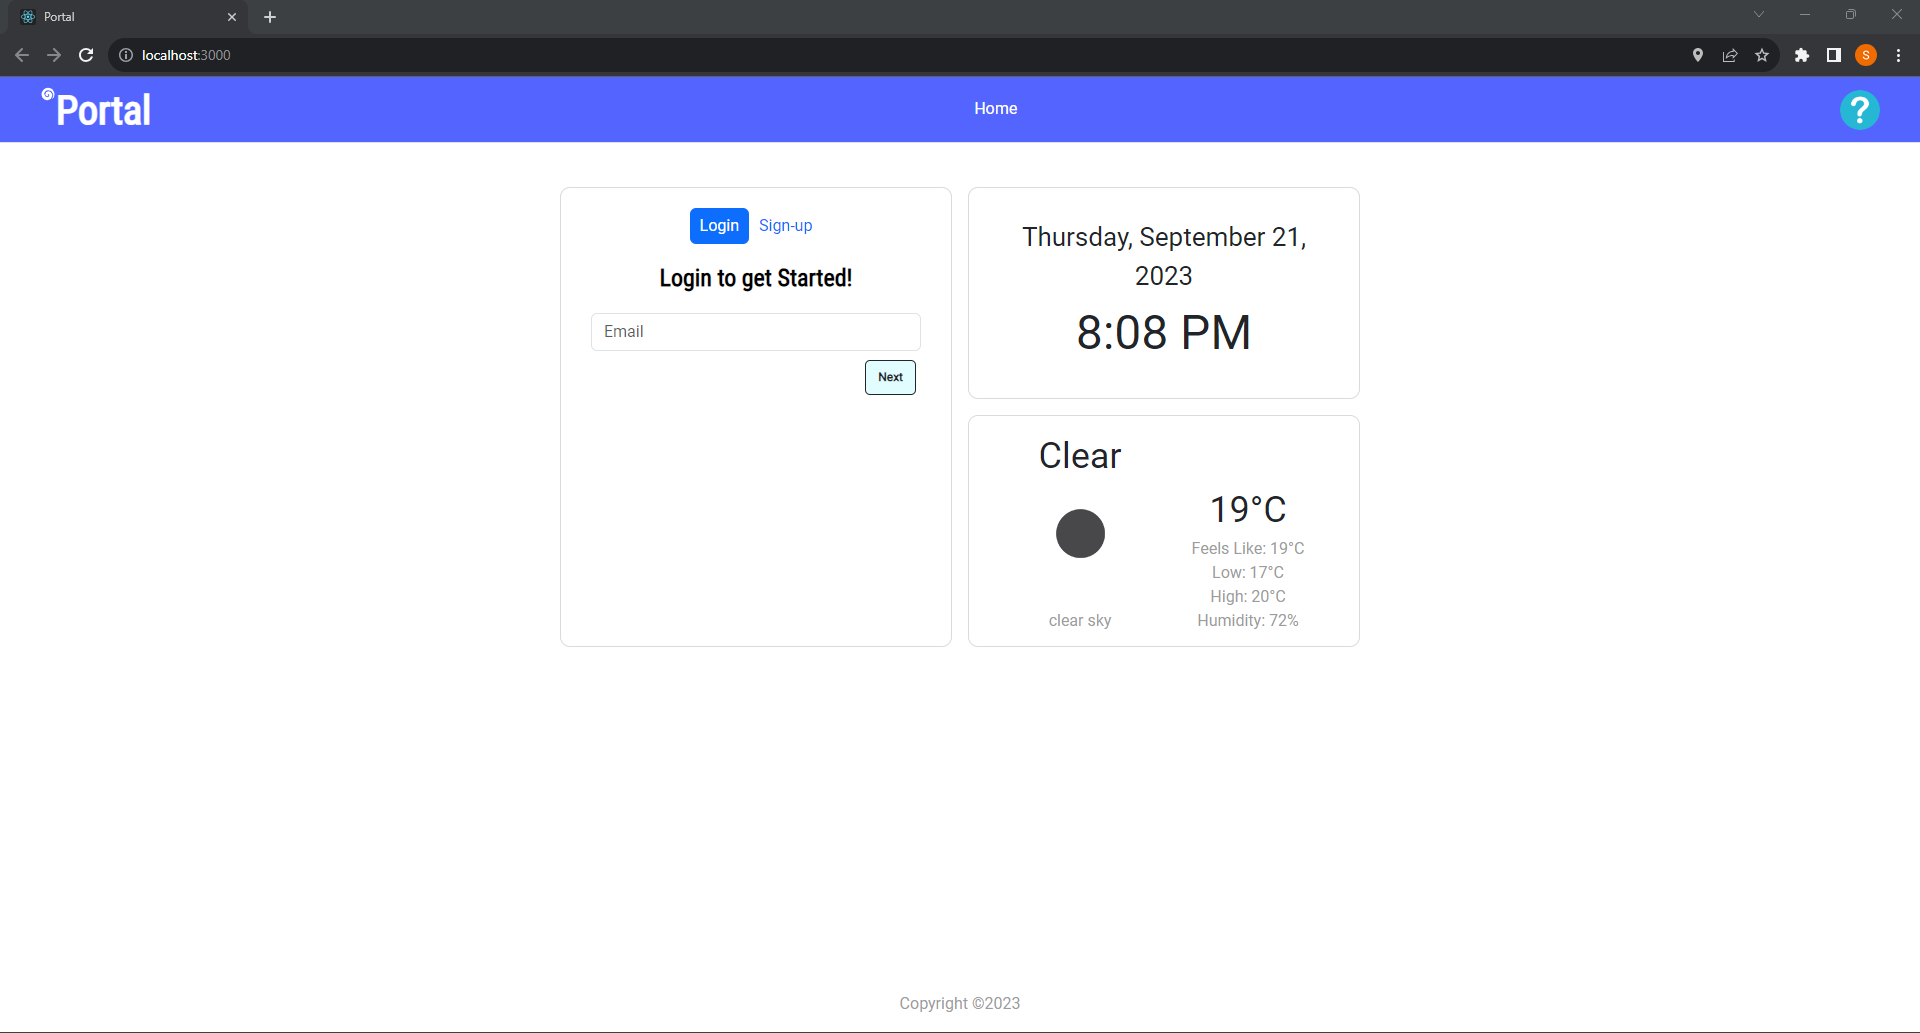 Portal
localhost:3000
S
Portal
Home
?
Login Sign-up
Login to get Started!
Email
Next
Thursday, September 21,
2023
8:08 PM
Clear
clear sky
19°C
Feels Like: 19°C
Low: 17°C
High: 20°C
Humidity: 72%
Copyright ©2023